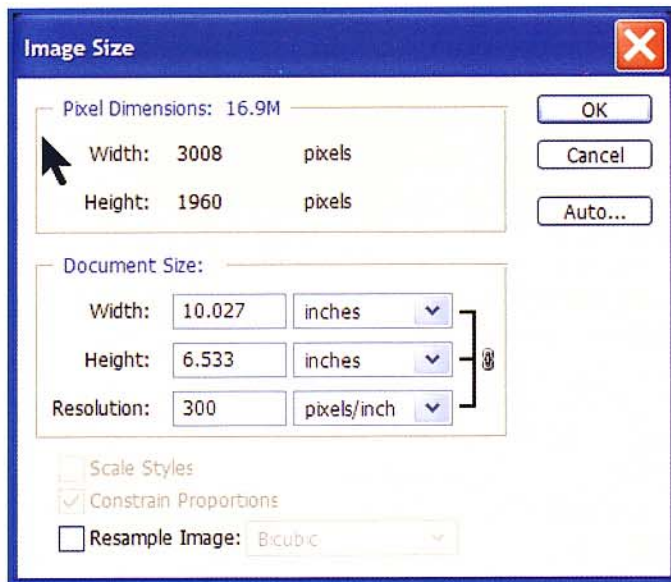 Image Size
Pixel Dimensions: 16.9M
OK
Width: 3008 pixels
Cancel
Height: 1960 pixels
Auto...
Document Size:
Width: 10.027 inches
Height: 6.533 inches
Resolution: 300 pixels/inch
Scale Styles
Constrain Proportions
Resample Image: Bicubic